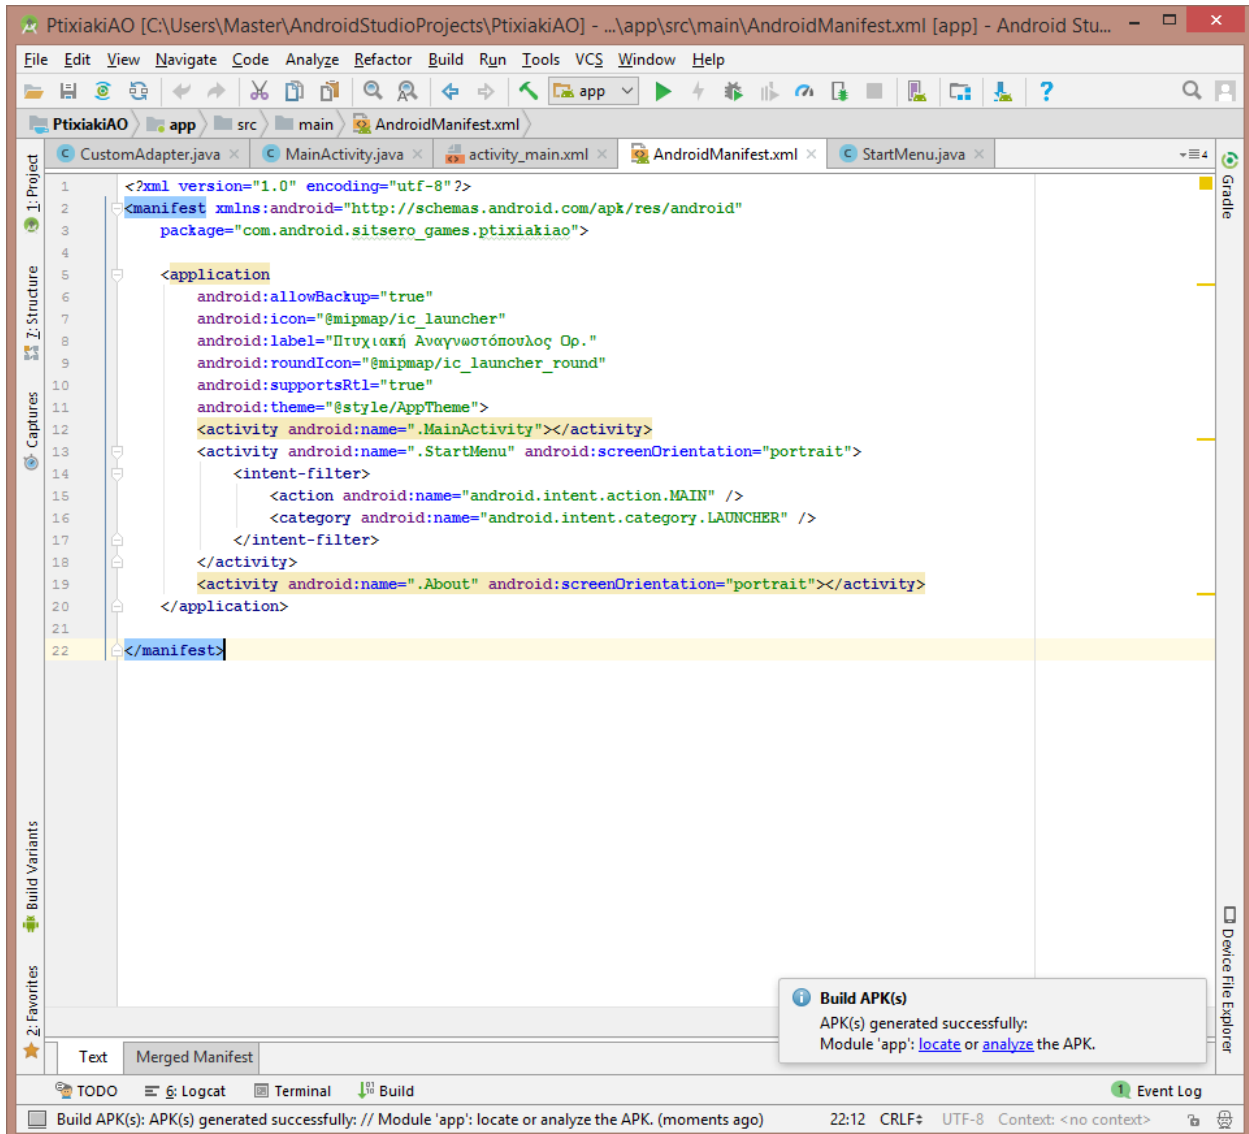 PtixiakiAO [C:\Users\Master\AndroidStudioProjects\PtixiakiAO] - ...\app\src\main\AndroidManifest.xml [app] - Android Stu...
File Edit View Navigate Code Analyze Refactor Build Run Tools VCS Window Help
app
PtixiakiAO app src main AndroidManifest.xml
CustomAdapter.java MainActivity.java activity_main.xml AndroidManifest.xml StartMenu.java 4
1: Project
7: Structure
Captures
Build Variants
2: Favorites
1 <?xml version="1.0" encoding="utf-8"?>
2 <manifest xmlns:android="http://schemas.android.com/apk/res/android"
3 package="com.android.sitsero_games.ptixiakiao">
4
5 <application
6 android:allowBackup="true"
7 android:icon="@mipmap/ic_launcher"
8 android:label="Πτυχιακή Αναγνωστόπουλος Ορ."
9 android:roundIcon="@mipmap/ic_launcher_round"
10 android:supportsRtl="true"
11 android:theme="@style/AppTheme">
12 <activity android:name=".MainActivity"></activity>
13 <activity android:name=".StartMenu" android:screenOrientation="portrait">
14 <intent-filter>
15 <action android:name="android.intent.action.MAIN" />
16 <category android:name="android.intent.category.LAUNCHER" />
17 </intent-filter>
18 </activity>
19 <activity android:name=".About" android:screenOrientation="portrait"></activity>
20 </application>
21
22 </manifest>
Gradle
Device File Explorer
Build APK(s)
APK(s) generated successfully:
Module 'app': locate or analyze the APK.
Text Merged Manifest
TODO 6: Logcat Terminal Build 1 Event Log
Build APK(s): APK(s) generated successfully: // Module 'app': locate or analyze the APK. (moments ago) 22:12 CRLF UTF-8 Context: <no context>